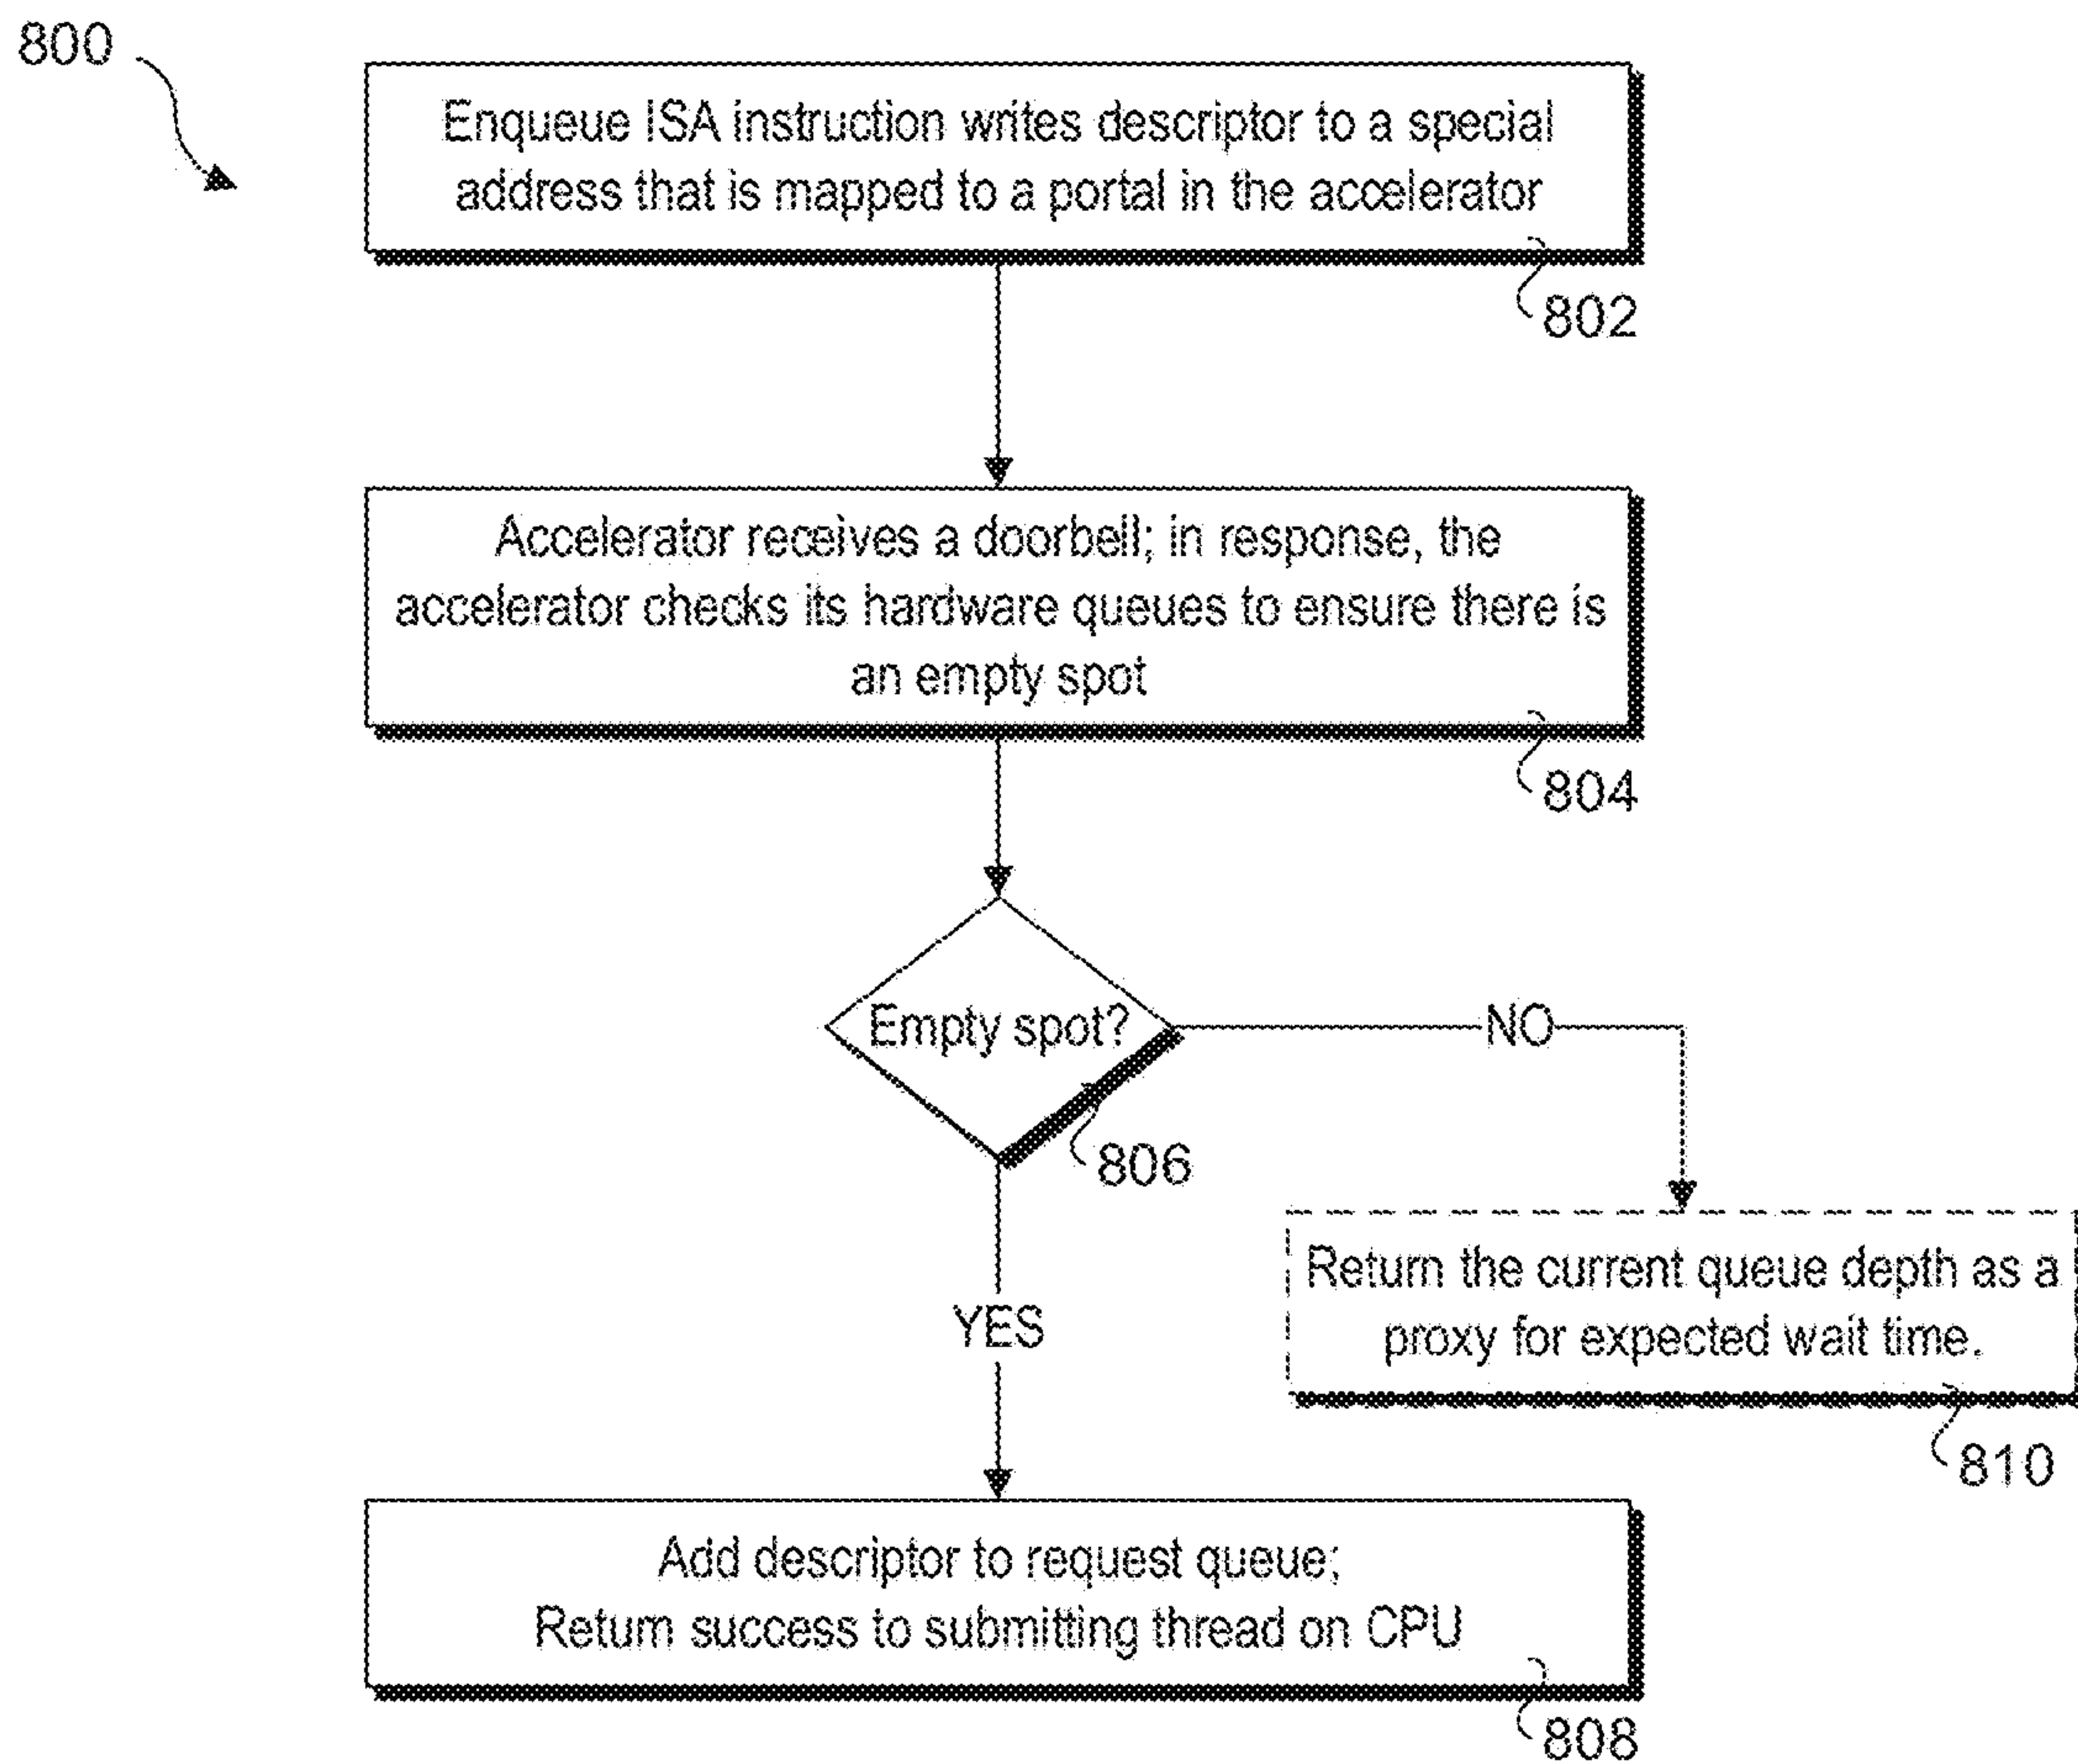 800
Enqueue ISA instruction writes descriptor to a special
address that is mapped to a portal in the accelerator
802
Accelerator receives a doorbell; in response, the
accelerator checks its hardware queues to ensure there is
an empty spot
804
Empty spot?
NO
806
Return the current queue depth as a
proxy for expected wait time.
YES
810
Add descriptor to request queue;
Return success to submitting thread on CPU
808